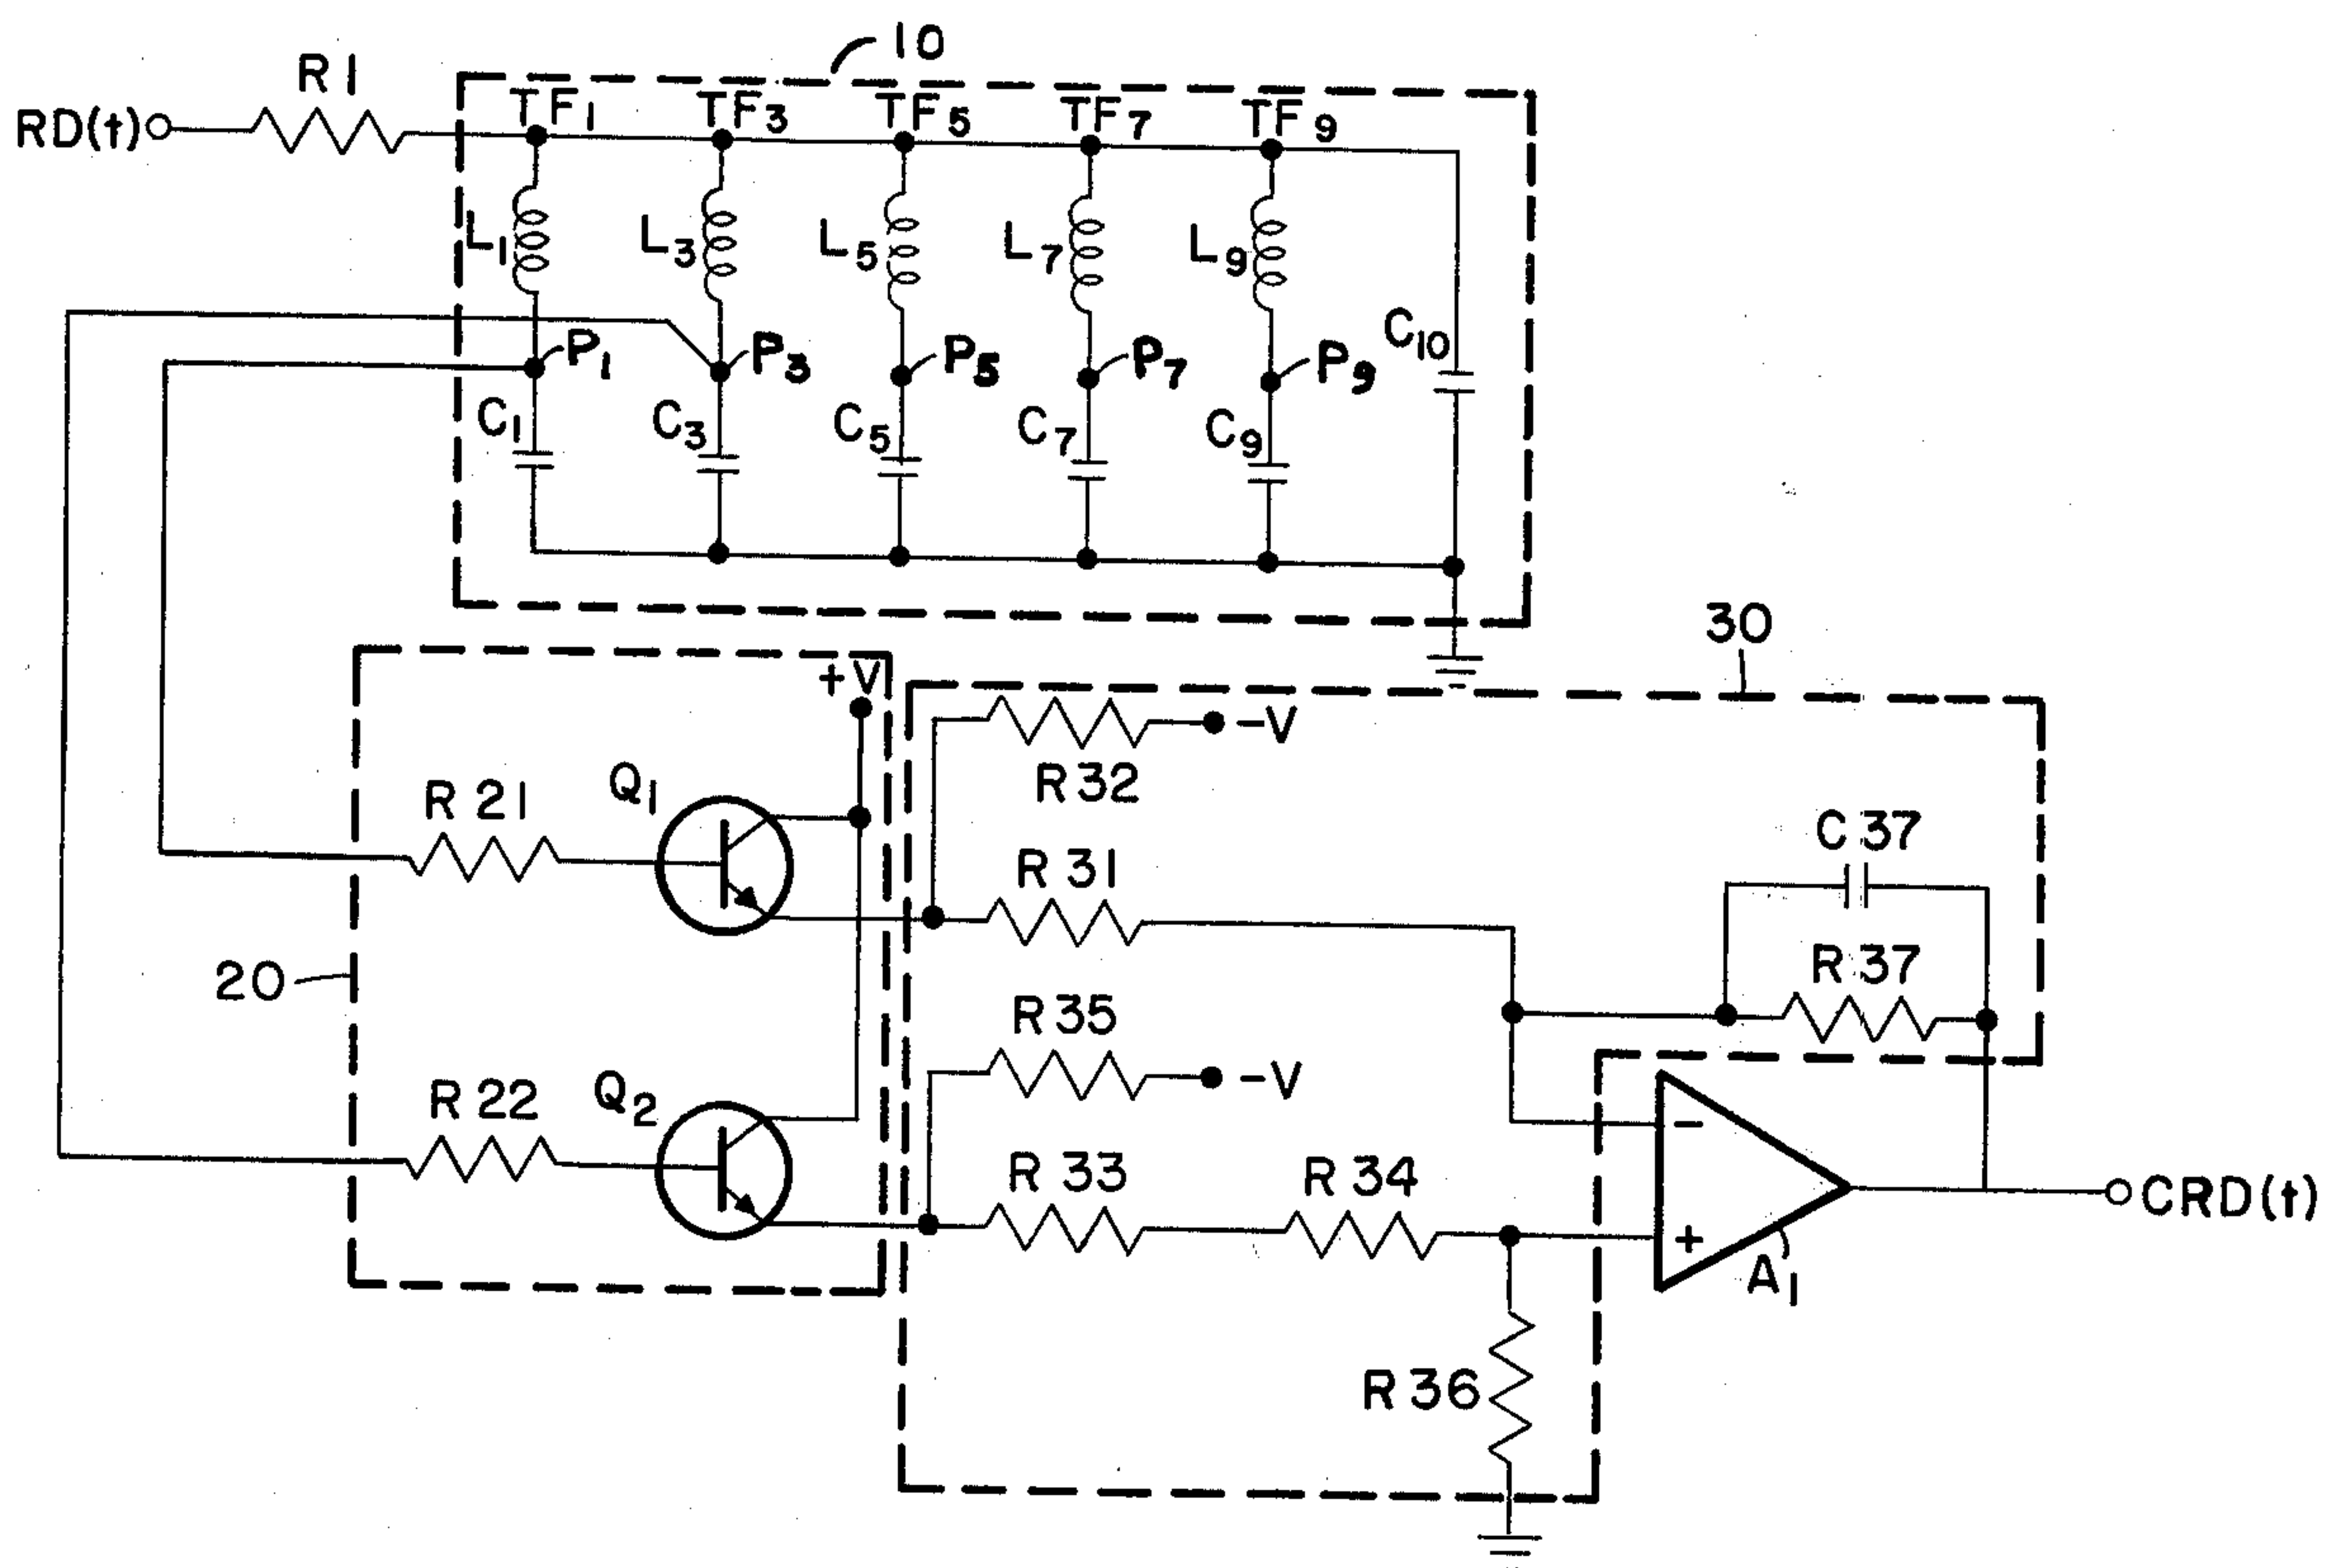 10
R1
RD(t)
TF1
TF3
TF5
TF7
TF9
L1
L3
L5
L7
L9
C10
P1
P3
P5
P7
P9
C1
C3
C5
C7
C9
30
+V
-V
R32
R21
Q1
C37
R31
R37
20
R35
-V
R22
Q2
R33
R34
-
+
CRD(t)
A1
R36